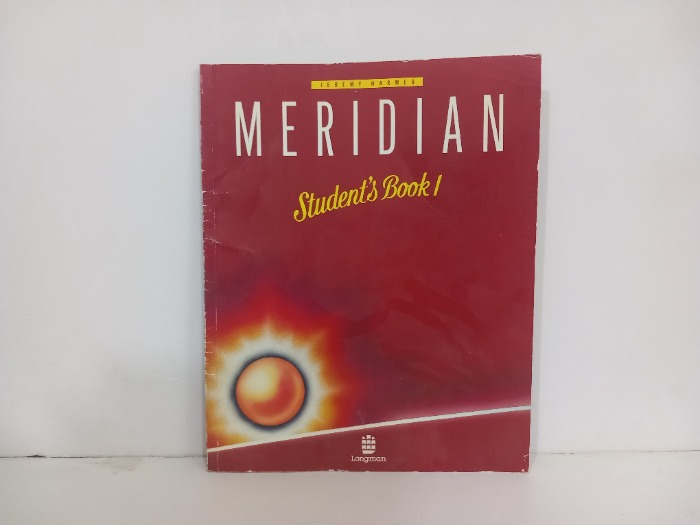 JEREMY HARMER
MERIDIAN
Student's Book 1
Longman